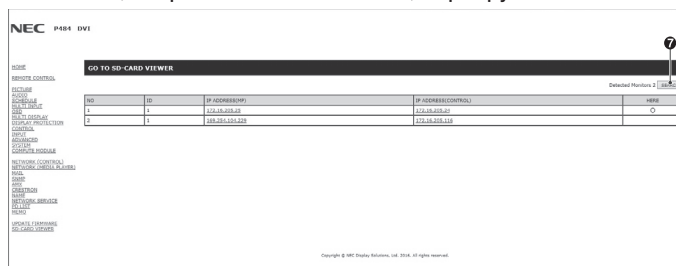 NEC P484 DVI
7
HOME
REMOTE CONTROL
PICTURE
AUDIO
SCHEDULE
MULTI INPUT
OSD
MULTI DISPLAY
DISPLAY PROTECTION
CONTROL
INPUT
ADVANCED
SYSTEM
COMPUTE MODULE
NETWORK (CONTROL)
NETWORK (MEDIA PLAYER)
MAIL
SNMP
AMX
CRESTRON
NAME
NETWORK SERVICE
PD LIST
MEMO
UPDATE FIRMWARE
SD-CARD VIEWER
GO TO SD-CARD VIEWER
Detected Monitors 2
NO ID IP ADDRESS(MP) IP ADDRESS(CONTROL) HERE
1 1 172.16.205.25 172.16.205.24 O
2 1 169.254.104.229 172.16.205.116
Copyright © NEC Display Solutions, Ltd. 2016. All rights reserved.